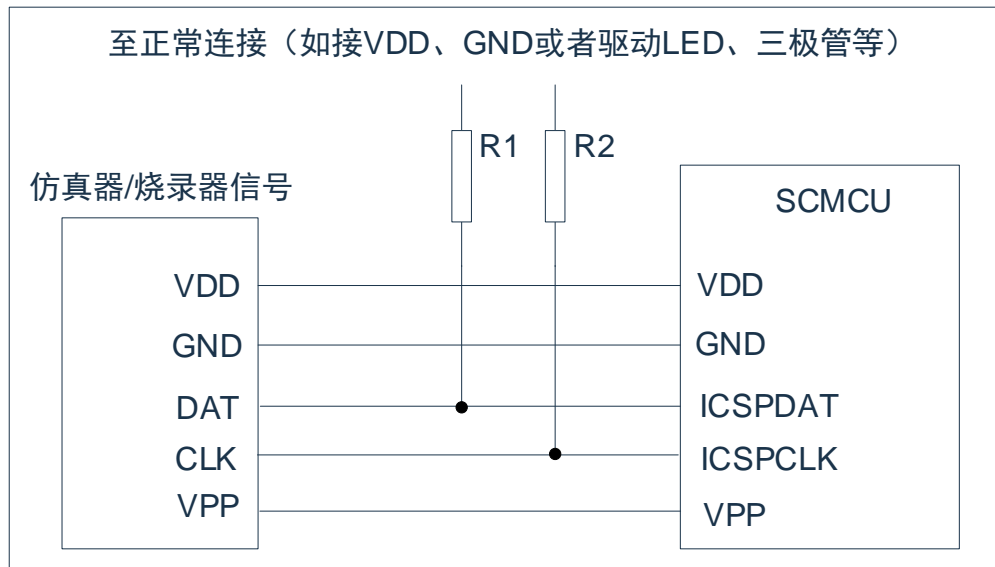 至正常连接（如接VDD、GND或者驱动LED、三极管等）
R1
R2
仿真器/烧录器信号
SCMCU
VDD
VDD
GND
GND
DAT
ICSPDAT
CLK
ICSPCLK
VPP
VPP